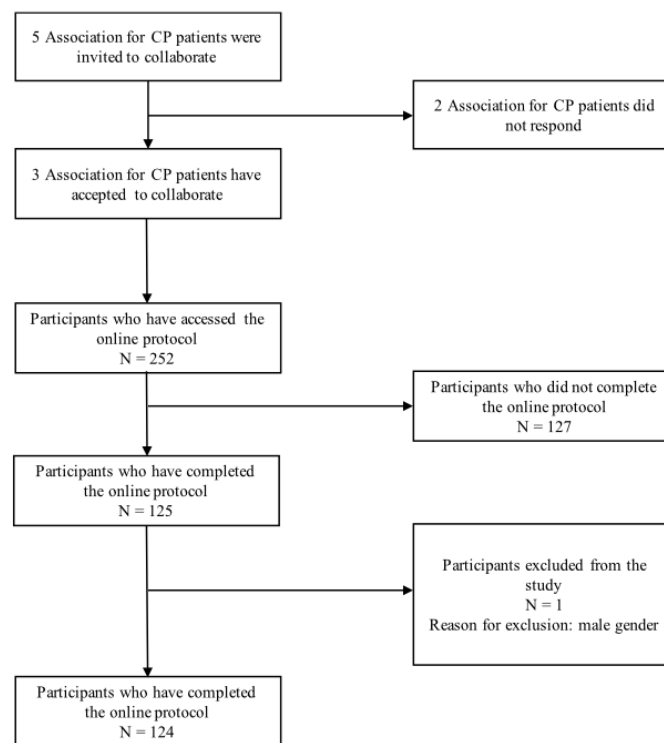 5 Association for CP patients were
invited to collaborate
2 Association for CP patients did
not respond
3 Association for CP patients have
accepted to collaborate
Participants who have accessed the
online protocol
N = 252
Participants who did not complete
the online protocol
N = 127
Participants who have completed
the online protocol
N = 125
Participants excluded from the
study
N = 1
Reason for exclusion: male gender
Participants who have completed
the online protocol
N = 124